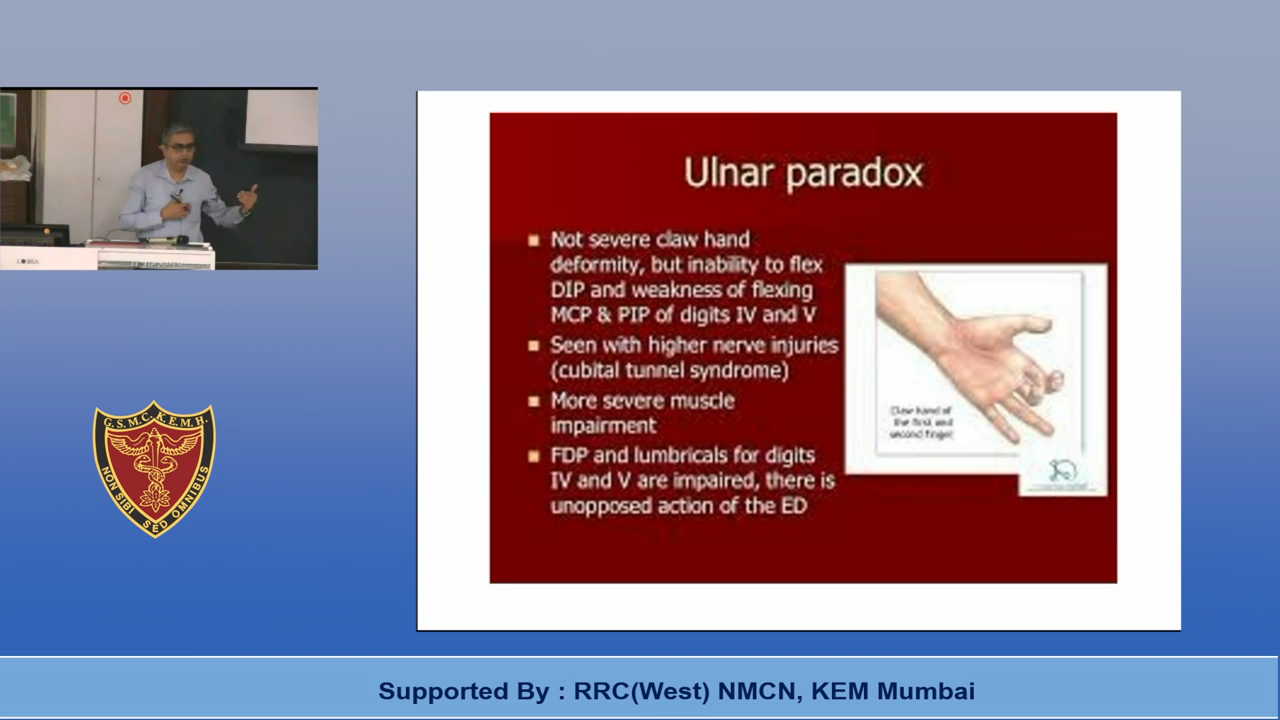 Ulnar paradox
Not severe claw hand
deformity, but inability to flex
DIP and weakness of flexing
MCP & PIP of digits IV and V
Seen with higher nerve injuries
(cubital tunnel syndrome)
More severe muscle
impairment
FDP and lumbricals for digits
IV and V are impaired, there is
unopposed action of the ED
Claw hand of
the first and
second finger
G.S.M.C.K.E.M.H.
NON SIBI SED OMNIBUS
Supported By : RRC(West) NMCN, KEM Mumbai